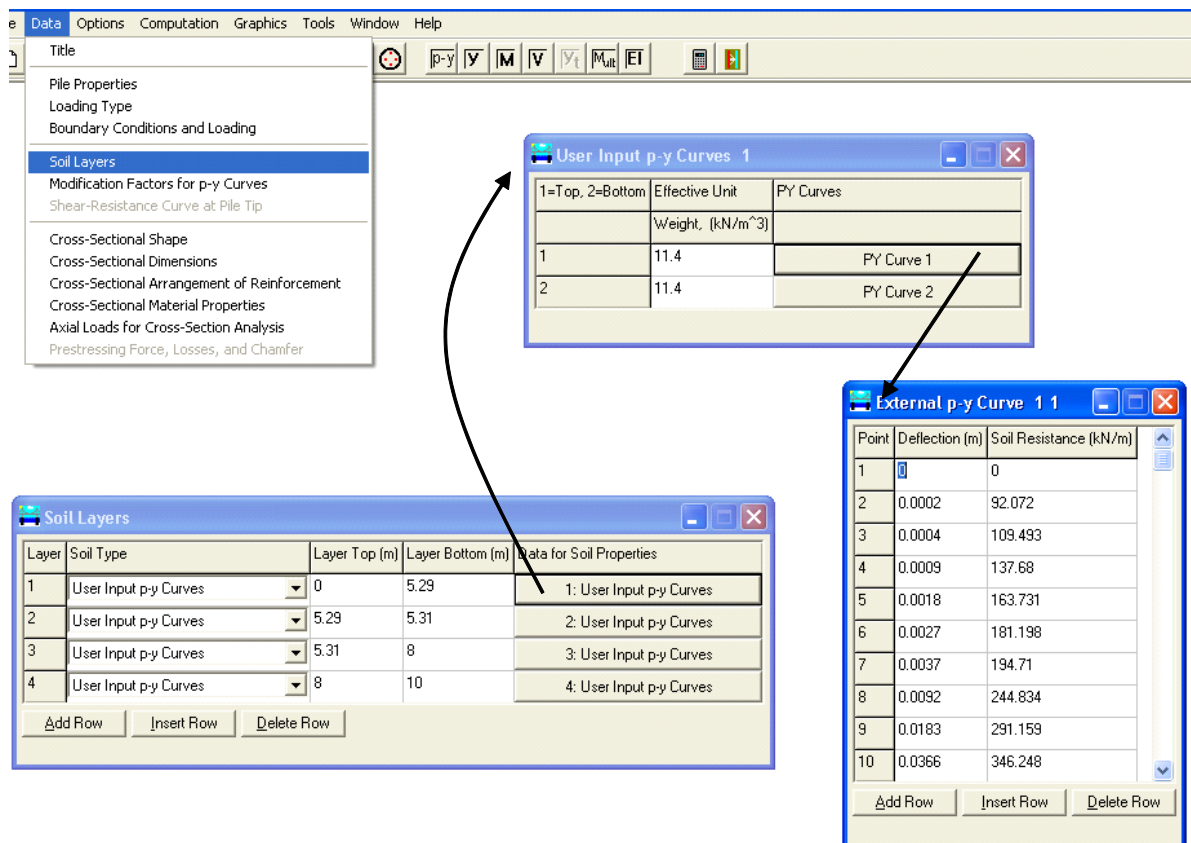 e Data Options Computation Graphics Tools Window Help
p-y y M V yt Mult EI
Title
Pile Properties
Loading Type
Boundary Conditions and Loading
Soil Layers
Modification Factors for p-y Curves
Shear-Resistance Curve at Pile Tip
Cross-Sectional Shape
Cross-Sectional Dimensions
Cross-Sectional Arrangement of Reinforcement
Cross-Sectional Material Properties
Axial Loads for Cross-Section Analysis
Prestressing Force, Losses, and Chamfer
User Input p-y Curves 1
1=Top, 2=Bottom Effective Unit PY Curves
Weight, (kN/m^3)
1 11.4 PY Curve 1
2 11.4 PY Curve 2
External p-y Curve 1 1
Point Deflection (m) Soil Resistance (kN/m)
1 0 0
2 0.0002 92.072
3 0.0004 109.493
4 0.0009 137.68
5 0.0018 163.731
6 0.0027 181.198
7 0.0037 194.71
8 0.0092 244.834
9 0.0183 291.159
10 0.0366 346.248
Add Row Insert Row Delete Row
Soil Layers
Layer Soil Type Layer Top (m) Layer Bottom (m) Data for Soil Properties
1 User Input p-y Curves 0 5.29 1: User Input p-y Curves
2 User Input p-y Curves 5.29 5.31 2: User Input p-y Curves
3 User Input p-y Curves 5.31 8 3: User Input p-y Curves
4 User Input p-y Curves 8 10 4: User Input p-y Curves
Add Row Insert Row Delete Row